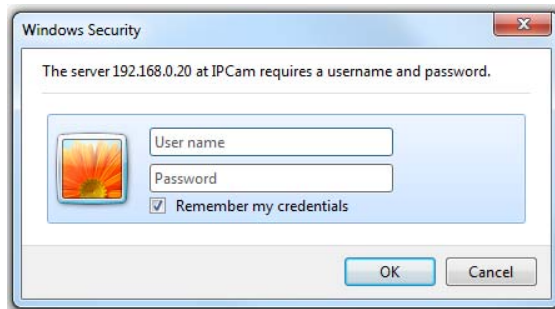 Windows Security
The server 192.168.0.20 at IPCam requires a username and password.
User name
Password
Remember my credentials
OK
Cancel